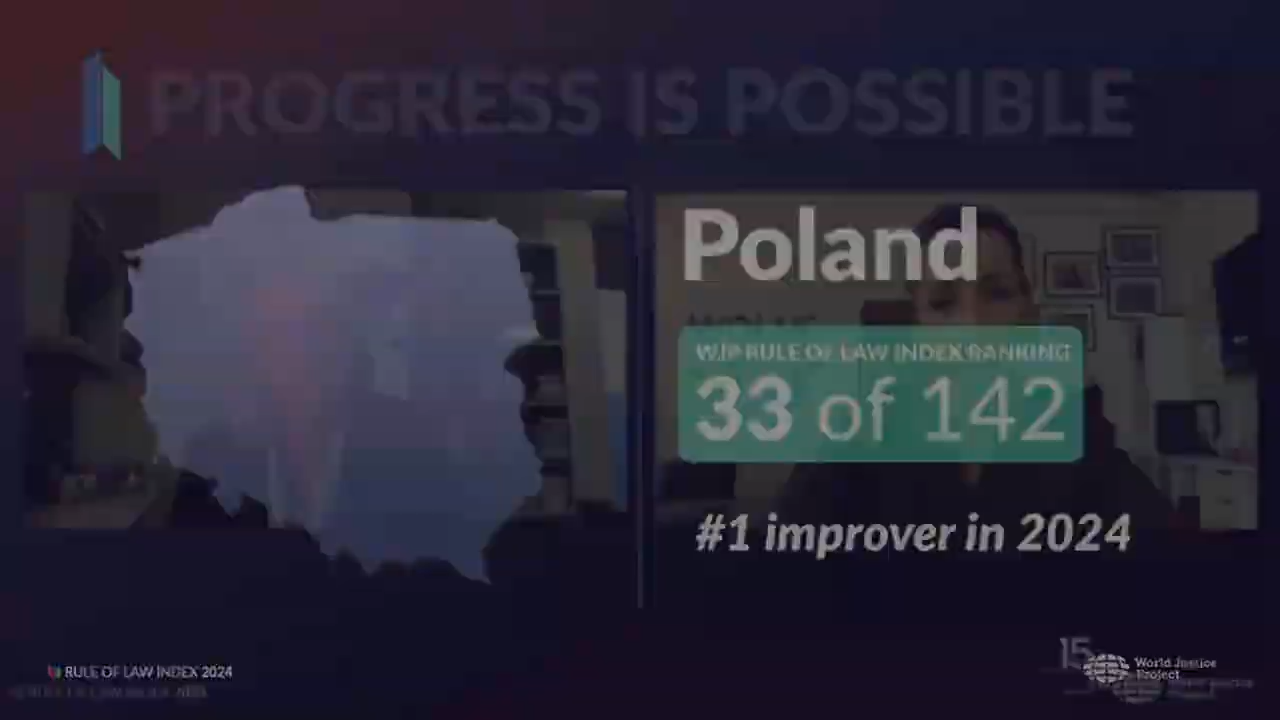 PROGRESS IS POSSIBLE
Poland
WJP RULE OF LAW INDEX RANKING
33 of 142
#1 improver in 2024
RULE OF LAW INDEX 2024
15
World Justice
Project